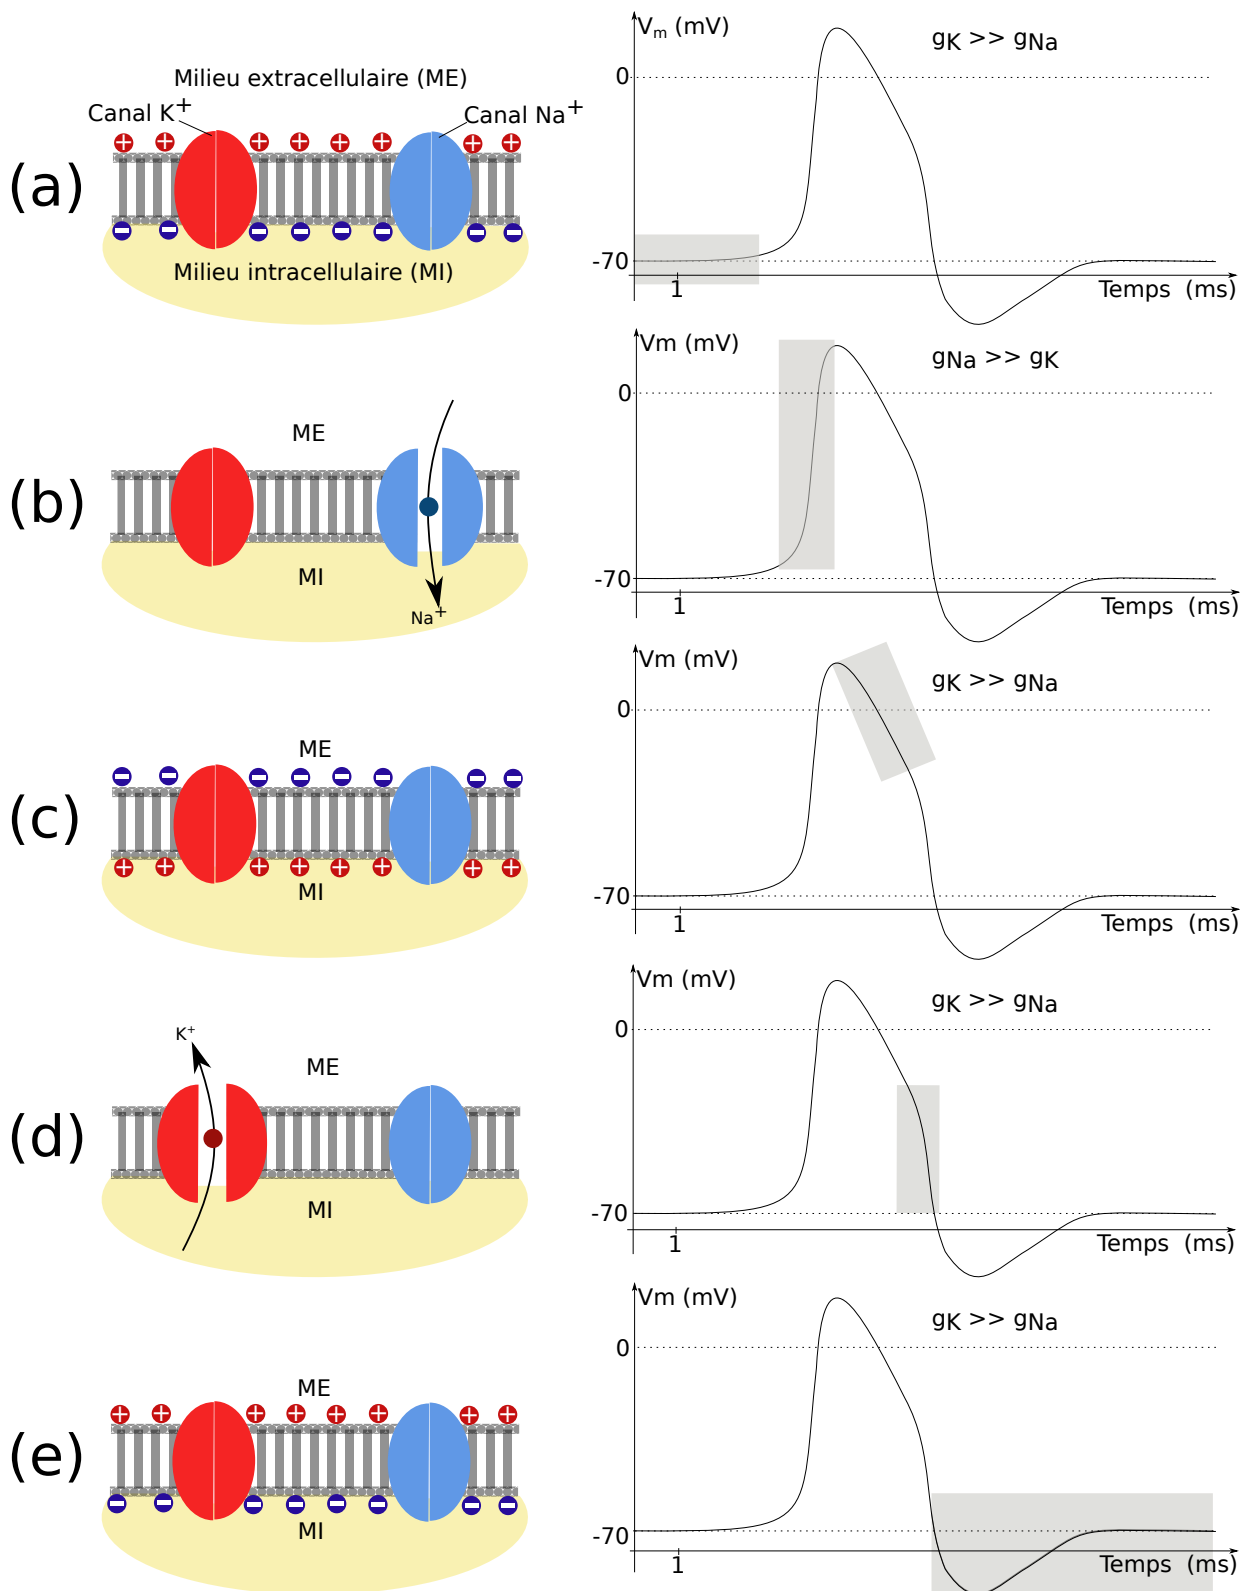 (a)
Milieu extracellulaire (ME)
Canal K+
Canal Na+
Milieu intracellulaire (MI)
Vm (mV)
gK >> gNa
0
-70
1
Temps (ms)
(b)
ME
MI
Na+
Vm (mV)
gNa >> gK
0
-70
1
Temps (ms)
(c)
ME
MI
Vm (mV)
gK >> gNa
0
-70
1
Temps (ms)
(d)
K+
ME
MI
Vm (mV)
gK >> gNa
0
-70
1
Temps (ms)
(e)
ME
MI
Vm (mV)
gK >> gNa
0
-70
1
Temps (ms)